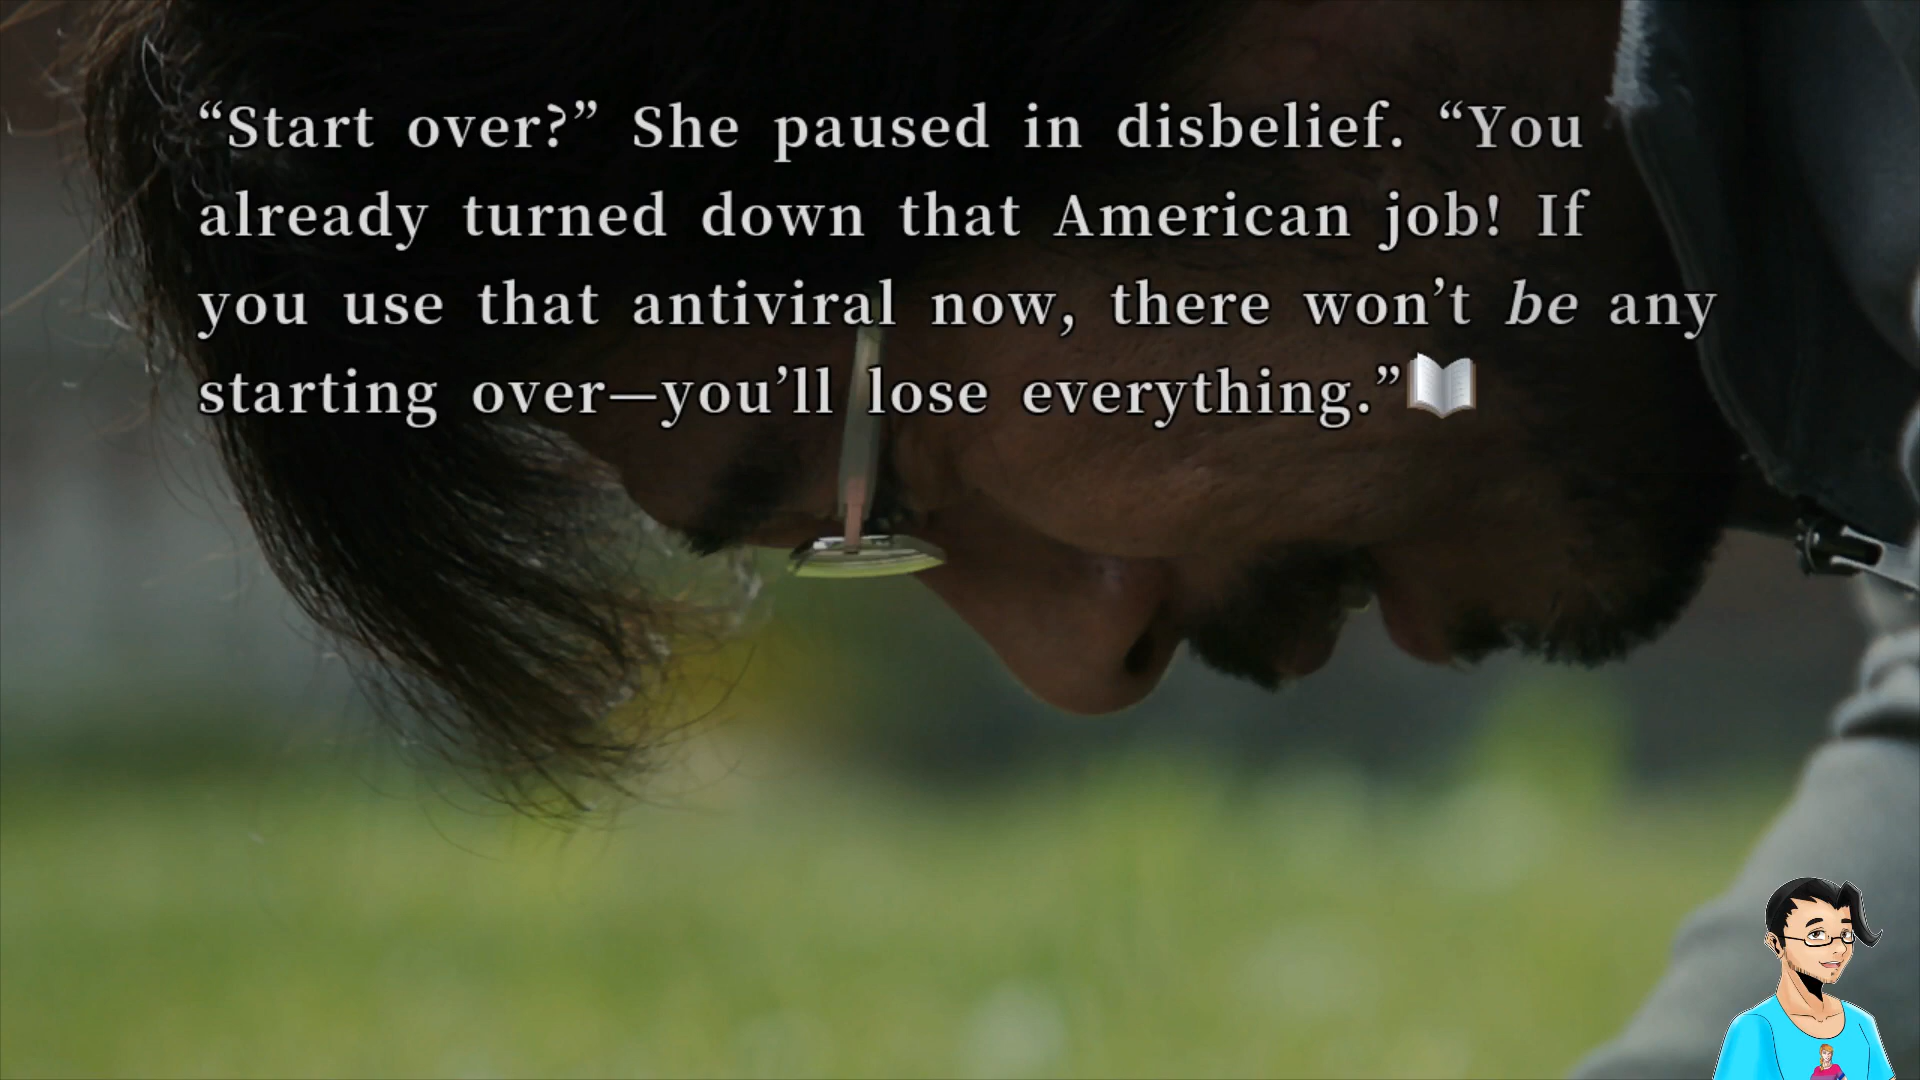 “Start over?” She paused in disbelief. “You
already turned down that American job! If
you use that antiviral now, there won’t be any
starting over—you’ll lose everything.”